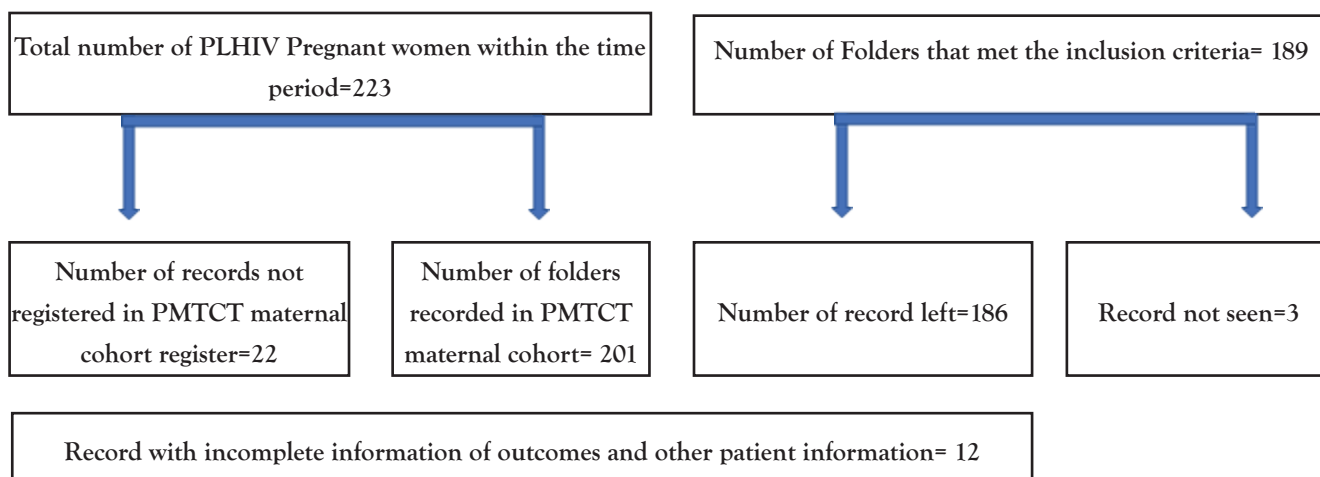 Total number of PLHIV Pregnant women within the time
period=223
Number of Folders that met the inclusion criteria= 189
Number of records not
registered in PMTCT maternal
cohort register=22
Number of folders
recorded in PMTCT
maternal cohort= 201
Number of record left=186
Record not seen=3
Record with incomplete information of outcomes and other patient information= 12